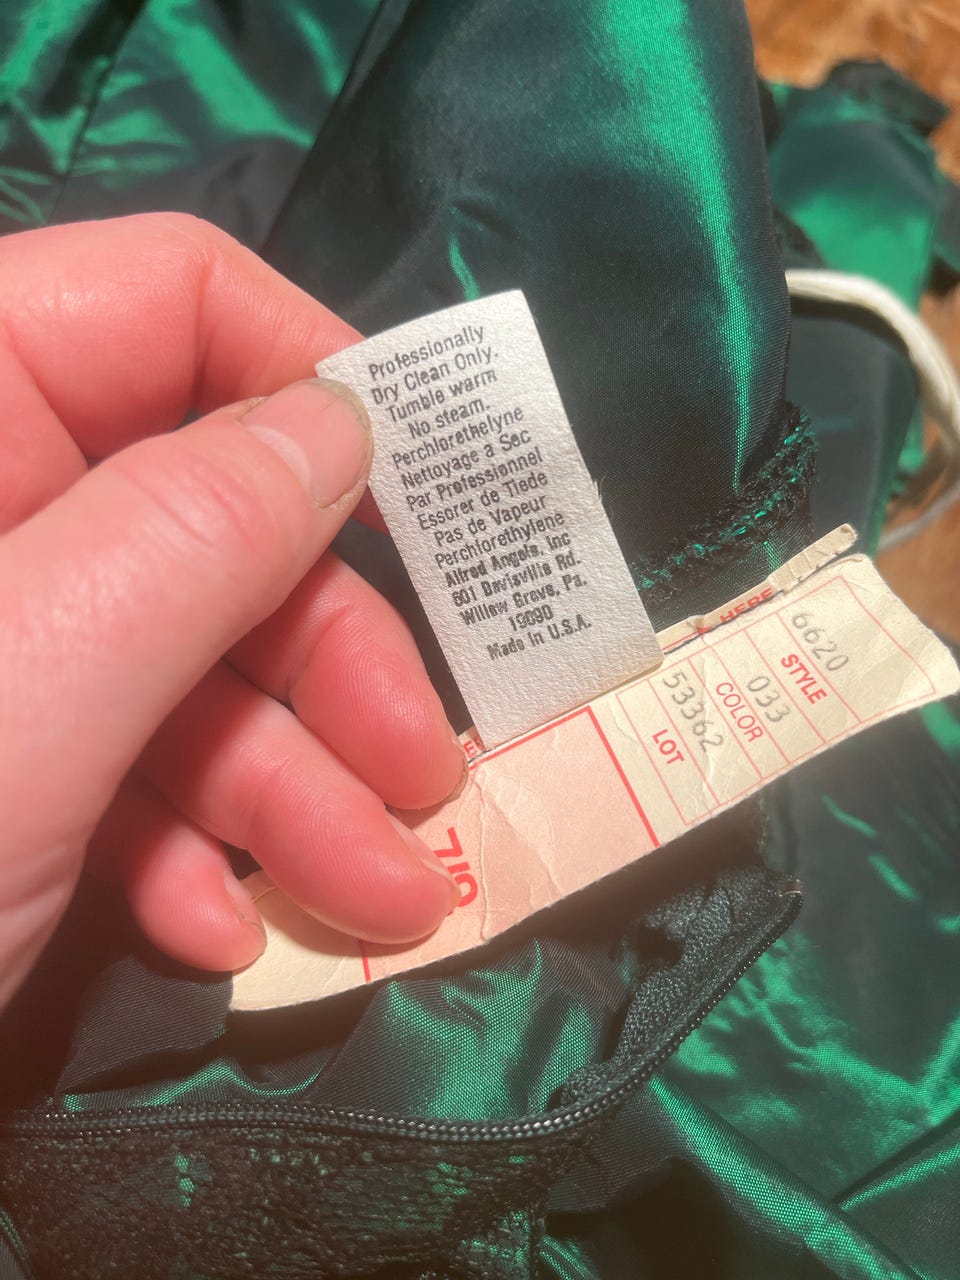 Professionally
Dry Clean Only.
Tumble warm
No steam.
Perchlorethelyne
Nettoyage a Sec
Par Professionnel
Essorer de Tiede
Pas de Vapeur
Perchlorethylene
Alfred Angelo, Inc
601 Davisville Rd.
Willow Grove, Pa.
19090
Made in U.S.A.
HERE
6620
STYLE
033
COLOR
53362
LOT